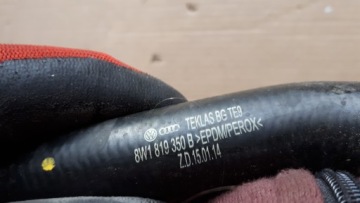 TEKLAS BG TE9
8W1 819 350 B >EPDM/PEROX<
Z.D.15.01.14